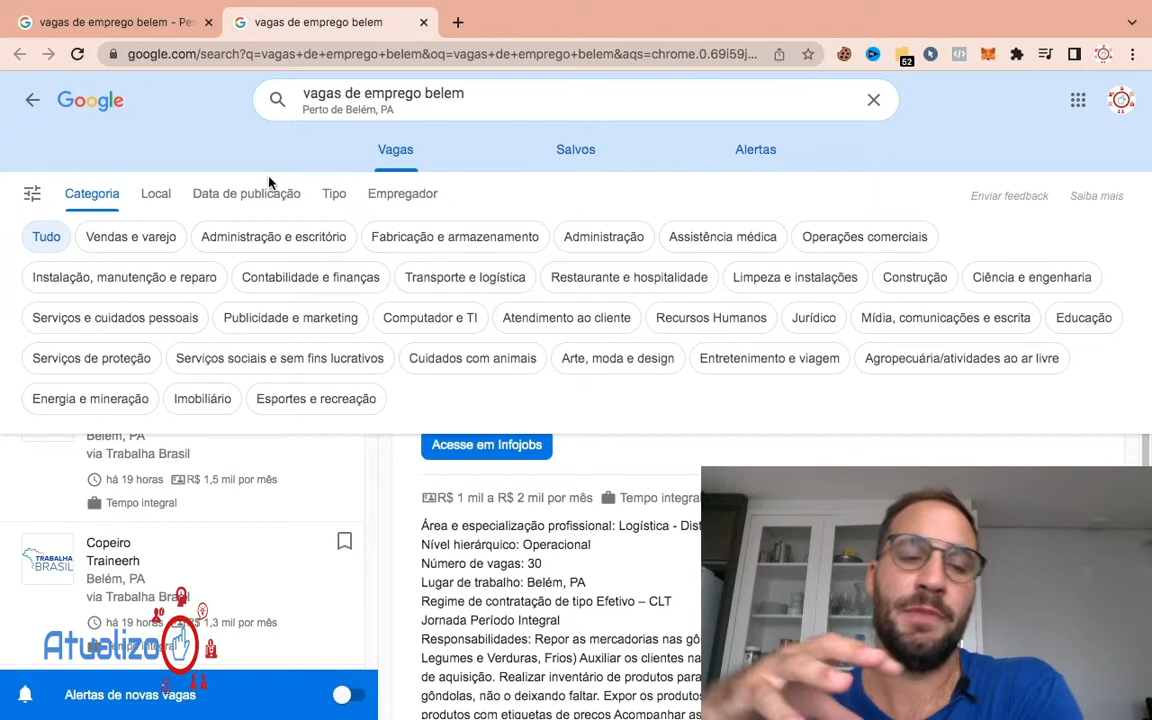 vagas de emprego belem - Pes
vagas de emprego belem
google.com/search?q=vagas+de+emprego+belem&oq=vagas+de+emprego+belem&aqs=chrome.0.69i59j...
52
Google
vagas de emprego belem
Perto de Belém, PA
Vagas Salvos Alertas
Categoria Local Data de publicação Tipo Empregador Enviar feedback Saiba mais
Tudo Vendas e varejo Administração e escritório Fabricação e armazenamento Administração Assistência médica Operações comerciais
Instalação, manutenção e reparo Contabilidade e finanças Transporte e logística Restaurante e hospitalidade Limpeza e instalações Construção Ciência e engenharia
Serviços e cuidados pessoais Publicidade e marketing Computador e TI Atendimento ao cliente Recursos Humanos Jurídico Mídia, comunicações e escrita Educação
Serviços de proteção Serviços sociais e sem fins lucrativos Cuidados com animais Arte, moda e design Entretenimento e viagem Agropecuária/atividades ao ar livre
Energia e mineração Imobiliário Esportes e recreação
Belém, PA
via Trabalha Brasil
há 19 horas R$ 1,5 mil por mês
Tempo integral
TRABALHA
BRASIL
Copeiro
Traineerh
Belém, PA
via Trabalha Brasil
há 19 horas R$ 1,3 mil por mês
Tempo integral
Atualizo
Alertas de novas vagas
Acesse em Infojobs
R$ 1 mil a R$ 2 mil por mês Tempo integral
Área e especialização profissional: Logística - Dist
Nível hierárquico: Operacional
Número de vagas: 30
Lugar de trabalho: Belém, PA
Regime de contratação de tipo Efetivo – CLT
Jornada Período Integral
Responsabilidades: Repor as mercadorias nas gô
Legumes e Verduras, Frios) Auxiliar os clientes na
de aquisição. Realizar inventário de produtos para
gôndolas, não o deixando faltar. Expor os produtos
produtos com etiquetas de preços Acompanhar as